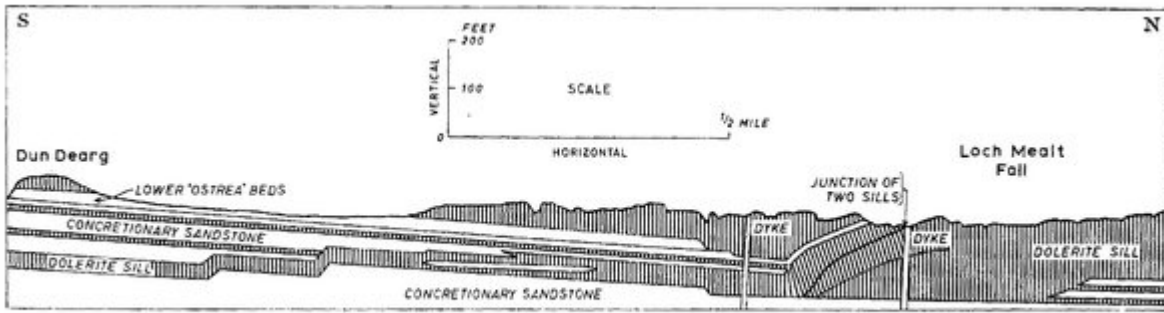 S
N
FEET
200
100
0
VERTICAL
SCALE
1/2 MILE
HORIZONTAL
Dun Dearg
Loch Mealt
Fall
LOWER "OSTREA" BEDS
JUNCTION OF
TWO SILLS
CONCRETIONARY SANDSTONE
DYKE
DYKE
DOLERITE SILL
DOLERITE SILL
CONCRETIONARY SANDSTONE